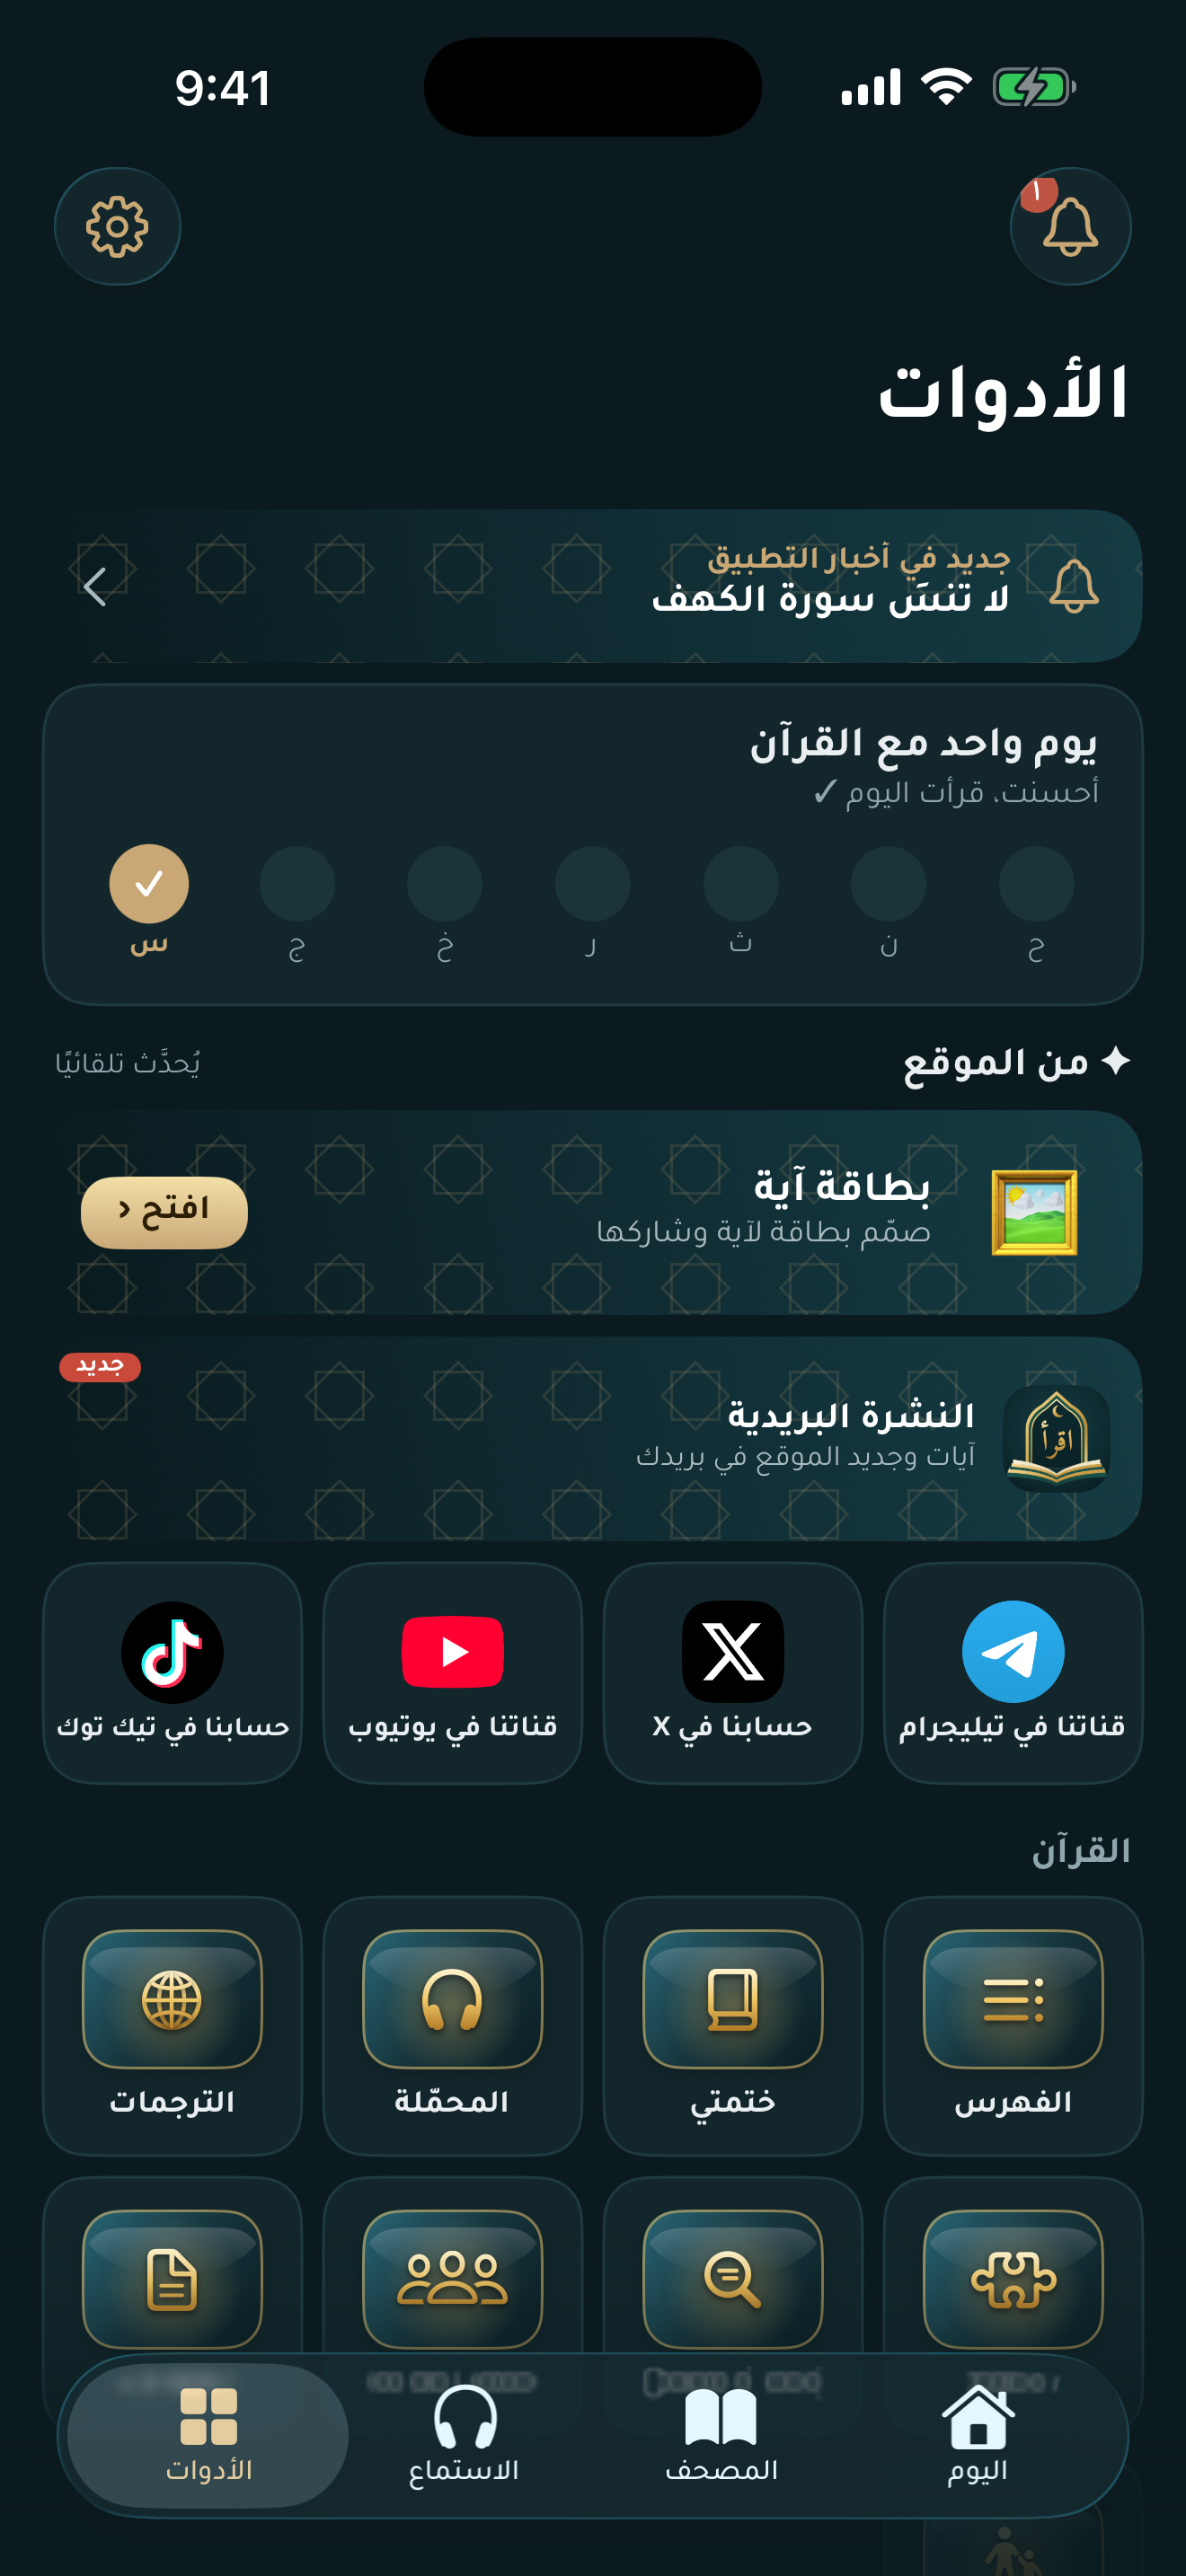 9:41
١
الأدوات
جديد في أخبار التطبيق
لا تنسَ سورة الكهف
يوم واحد مع القرآن
أحسنت، قرأت اليوم ✓
ح ن ث ر خ ج س
✦ من الموقع
يُحدَّث تلقائيًا
بطاقة آية
صمّم بطاقة لآية وشاركها
افتح ‹
جديد
النشرة البريدية
آيات وجديد الموقع في بريدك
اقرأ
قناتنا في تيليجرام
حسابنا في X
قناتنا في يوتيوب
حسابنا في تيك توك
القرآن
الفهرس
ختمتي
المحمّلة
الترجمات
اليوم
المصحف
الاستماع
الأدوات